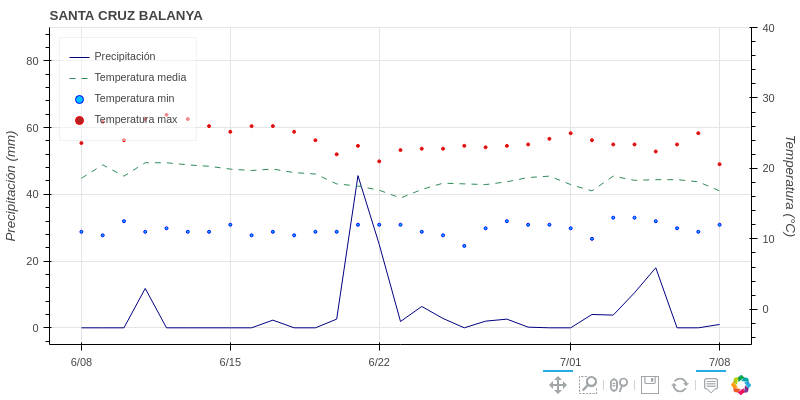 SANTA CRUZ BALANYA
Precipitación
Temperatura media
Temperatura min
Temperatura max
Precipitación (mm)
80
60
40
20
0
Temperatura (°C)
40
30
20
10
0
6/08
6/15
6/22
7/01
7/08